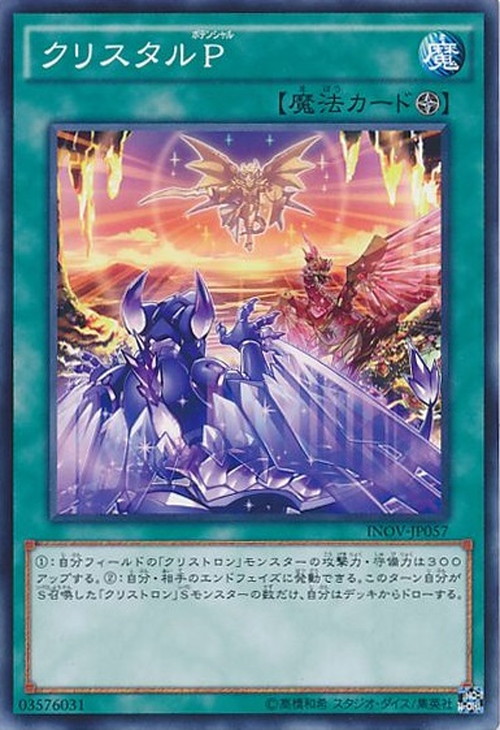 ポテンシャル
クリスタルP
魔
まほう
【魔法カード】
INOV-JP057
①:自分フィールドの「クリストロン」モンスターの攻撃力・守備力は300
アップする。②:自分・相手のエンドフェイズに発動できる。このターン自分が
S召喚した「クリストロン」Sモンスターの数だけ、自分はデッキからドローする。
03576031
©高橋和希 スタジオ・ダイス/集英社